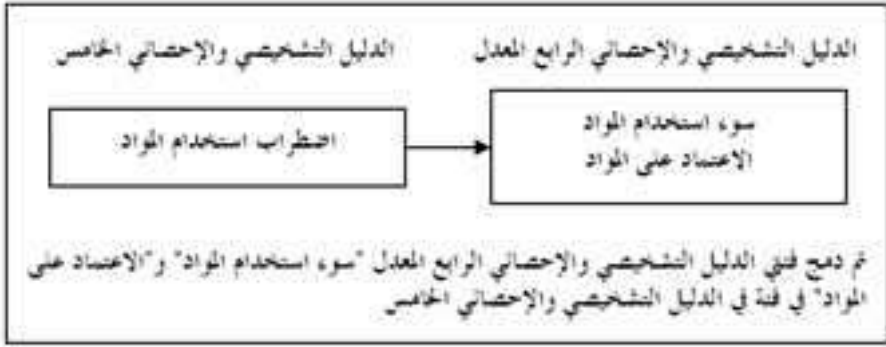 الدليل التشخيصي والإحصائي الرابع المعدل
الدليل التشخيصي والإحصائي الخامس
سوء استخدام المواد
الاعتماد على المواد
اضطراب استخدام المواد
تم دمج فئتي الدليل التشخيصي والإحصائي الرابع المعدل "سوء استخدام المواد" و"الاعتماد على
المواد" في فئة في الدليل التشخيصي والإحصائي الخامس